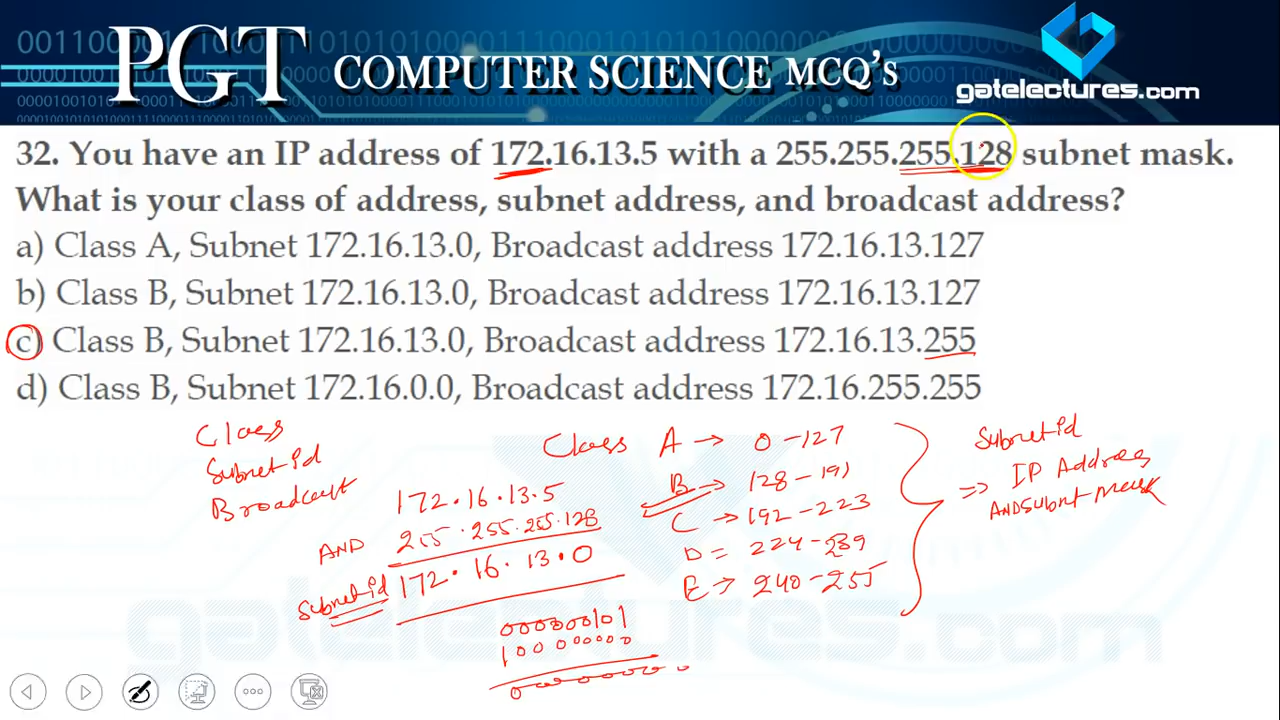 PGT COMPUTER SCIENCE MCQ's
gatelectures.com
32. You have an IP address of 172.16.13.5 with a 255.255.255.128 subnet mask.
What is your class of address, subnet address, and broadcast address?
a) Class A, Subnet 172.16.13.0, Broadcast address 172.16.13.127
b) Class B, Subnet 172.16.13.0, Broadcast address 172.16.13.127
c) Class B, Subnet 172.16.13.0, Broadcast address 172.16.13.255
d) Class B, Subnet 172.16.0.0, Broadcast address 172.16.255.255
Class
Subnet id
Broadcast
172.16.13.5
AND 255.255.255.128
Subnet id 172.16.13.0
00000101
10000000
Class A → 0-127
B → 128-191
C → 192-223
D = 224-239
E → 240-255
Subnet id
⇒ IP Address
AND Subnet Mask
gatelectures.com